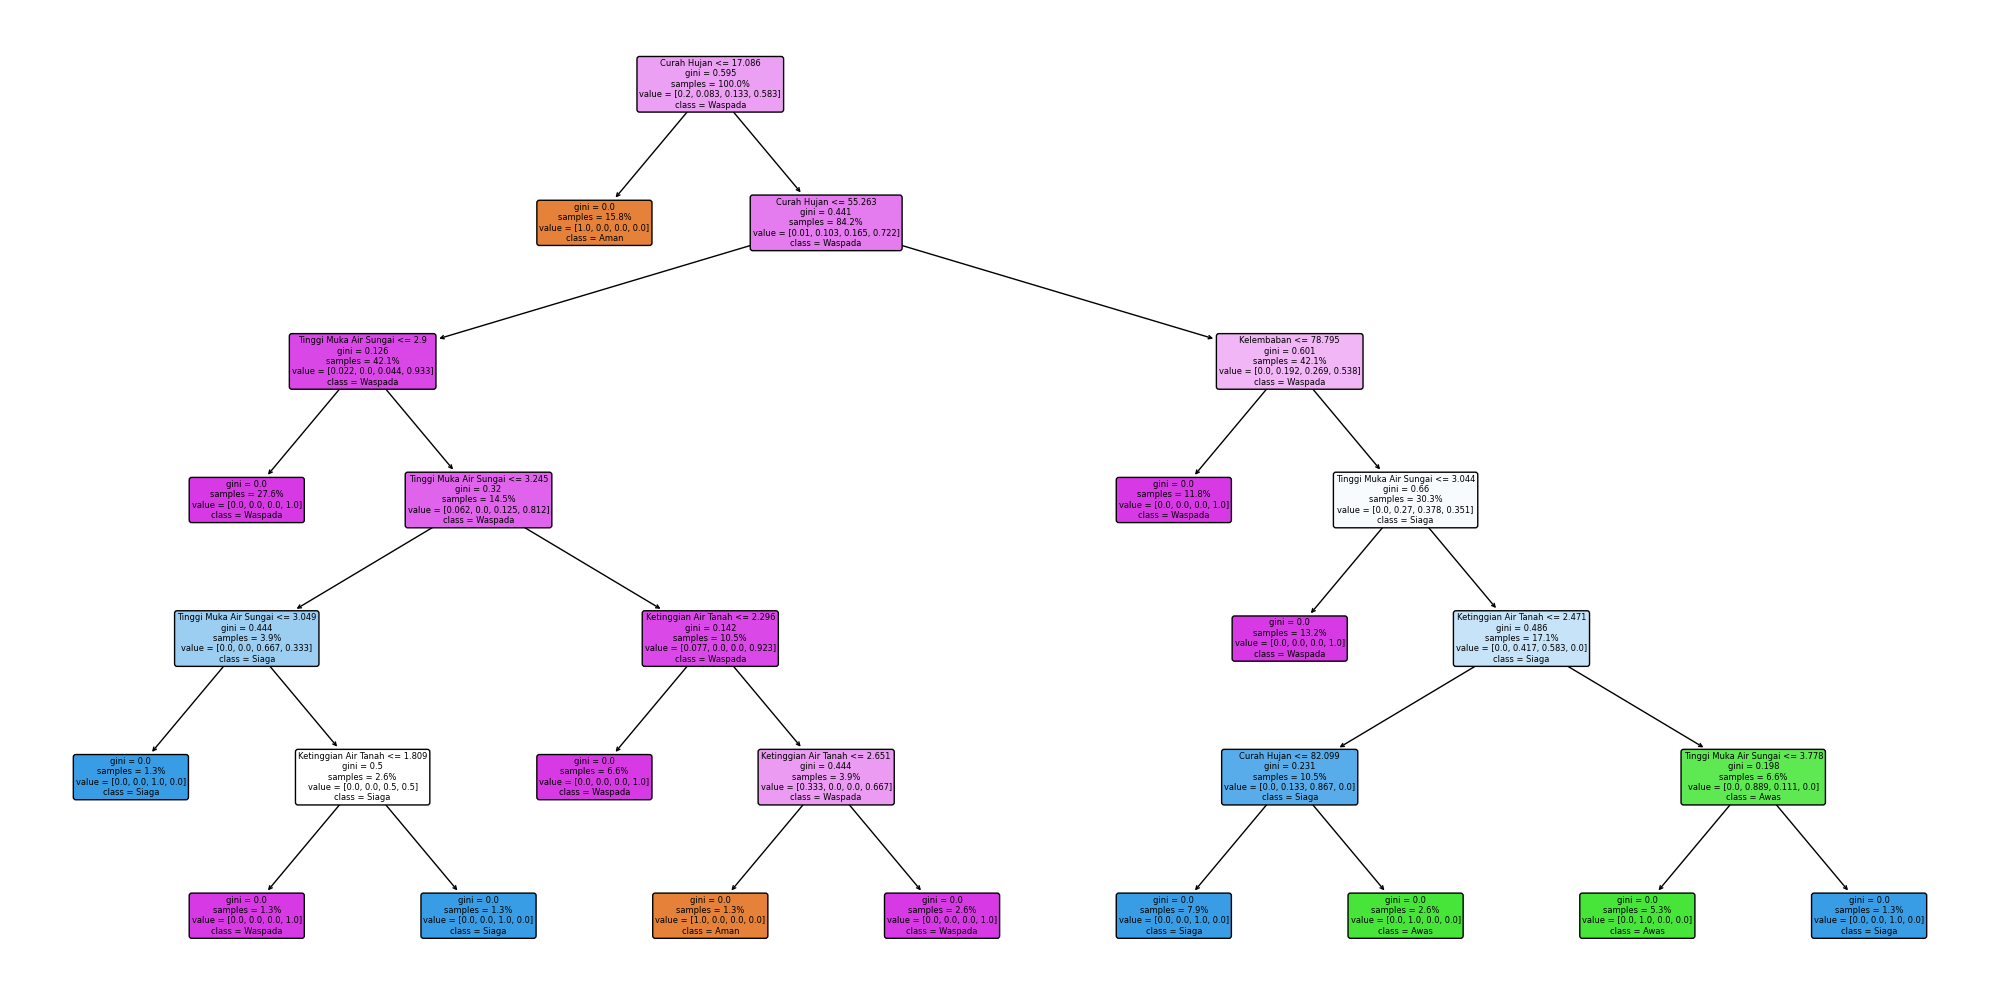 Curah Hujan <= 17.086
gini = 0.595
samples = 100.0%
value = [0.2, 0.083, 0.133, 0.583]
class = Waspada
gini = 0.0
samples = 15.8%
value = [1.0, 0.0, 0.0, 0.0]
class = Aman
Curah Hujan <= 55.263
gini = 0.441
samples = 84.2%
value = [0.01, 0.103, 0.165, 0.722]
class = Waspada
Tinggi Muka Air Sungai <= 2.9
gini = 0.126
samples = 42.1%
value = [0.022, 0.0, 0.044, 0.933]
class = Waspada
Kelembaban <= 78.795
gini = 0.601
samples = 42.1%
value = [0.0, 0.192, 0.269, 0.538]
class = Waspada
gini = 0.0
samples = 27.6%
value = [0.0, 0.0, 0.0, 1.0]
class = Waspada
Tinggi Muka Air Sungai <= 3.245
gini = 0.32
samples = 14.5%
value = [0.062, 0.0, 0.125, 0.812]
class = Waspada
gini = 0.0
samples = 11.8%
value = [0.0, 0.0, 0.0, 1.0]
class = Waspada
Tinggi Muka Air Sungai <= 3.044
gini = 0.66
samples = 30.3%
value = [0.0, 0.27, 0.378, 0.351]
class = Siaga
Tinggi Muka Air Sungai <= 3.049
gini = 0.444
samples = 3.9%
value = [0.0, 0.0, 0.667, 0.333]
class = Siaga
Ketinggian Air Tanah <= 2.296
gini = 0.142
samples = 10.5%
value = [0.077, 0.0, 0.0, 0.923]
class = Waspada
gini = 0.0
samples = 13.2%
value = [0.0, 0.0, 0.0, 1.0]
class = Waspada
Ketinggian Air Tanah <= 2.471
gini = 0.486
samples = 17.1%
value = [0.0, 0.417, 0.583, 0.0]
class = Siaga
gini = 0.0
samples = 1.3%
value = [0.0, 0.0, 1.0, 0.0]
class = Siaga
Ketinggian Air Tanah <= 1.809
gini = 0.5
samples = 2.6%
value = [0.0, 0.0, 0.5, 0.5]
class = Siaga
gini = 0.0
samples = 6.6%
value = [0.0, 0.0, 0.0, 1.0]
class = Waspada
Ketinggian Air Tanah <= 2.651
gini = 0.444
samples = 3.9%
value = [0.333, 0.0, 0.0, 0.667]
class = Waspada
Curah Hujan <= 82.099
gini = 0.231
samples = 10.5%
value = [0.0, 0.133, 0.867, 0.0]
class = Siaga
Tinggi Muka Air Sungai <= 3.778
gini = 0.198
samples = 6.6%
value = [0.0, 0.889, 0.111, 0.0]
class = Awas
gini = 0.0
samples = 1.3%
value = [0.0, 0.0, 0.0, 1.0]
class = Waspada
gini = 0.0
samples = 1.3%
value = [0.0, 0.0, 1.0, 0.0]
class = Siaga
gini = 0.0
samples = 1.3%
value = [1.0, 0.0, 0.0, 0.0]
class = Aman
gini = 0.0
samples = 2.6%
value = [0.0, 0.0, 0.0, 1.0]
class = Waspada
gini = 0.0
samples = 7.9%
value = [0.0, 0.0, 1.0, 0.0]
class = Siaga
gini = 0.0
samples = 2.6%
value = [0.0, 1.0, 0.0, 0.0]
class = Awas
gini = 0.0
samples = 5.3%
value = [0.0, 1.0, 0.0, 0.0]
class = Awas
gini = 0.0
samples = 1.3%
value = [0.0, 0.0, 1.0, 0.0]
class = Siaga